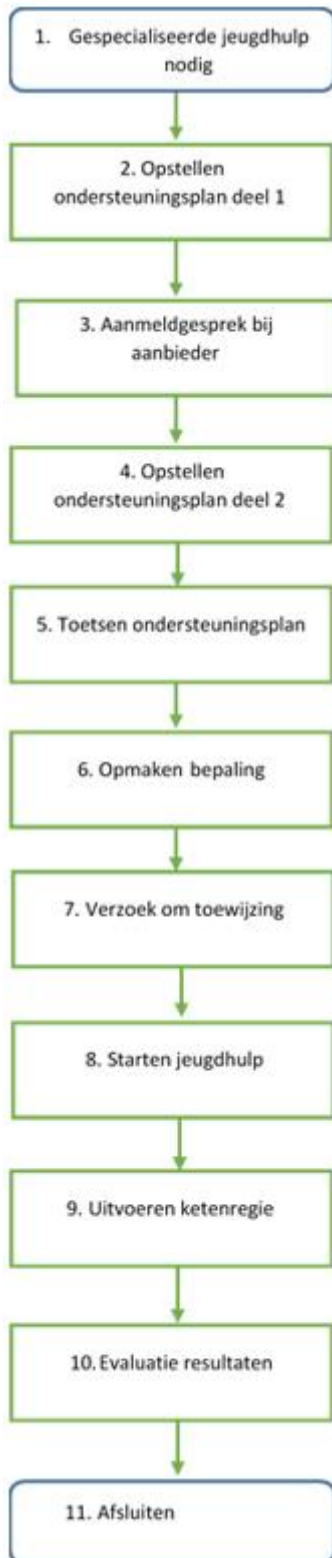 1. Gespecialiseerde jeugdhulp
nodig
2. Opstellen
ondersteuningsplan deel 1
3. Aanmeldgesprek bij
aanbieder
4. Opstellen
ondersteuningsplan deel 2
5. Toetsen ondersteuningsplan
6. Opmaken bepaling
7. Verzoek om toewijzing
8. Starten jeugdhulp
9. Uitvoeren ketenregie
10. Evaluatie resultaten
11. Afsluiten